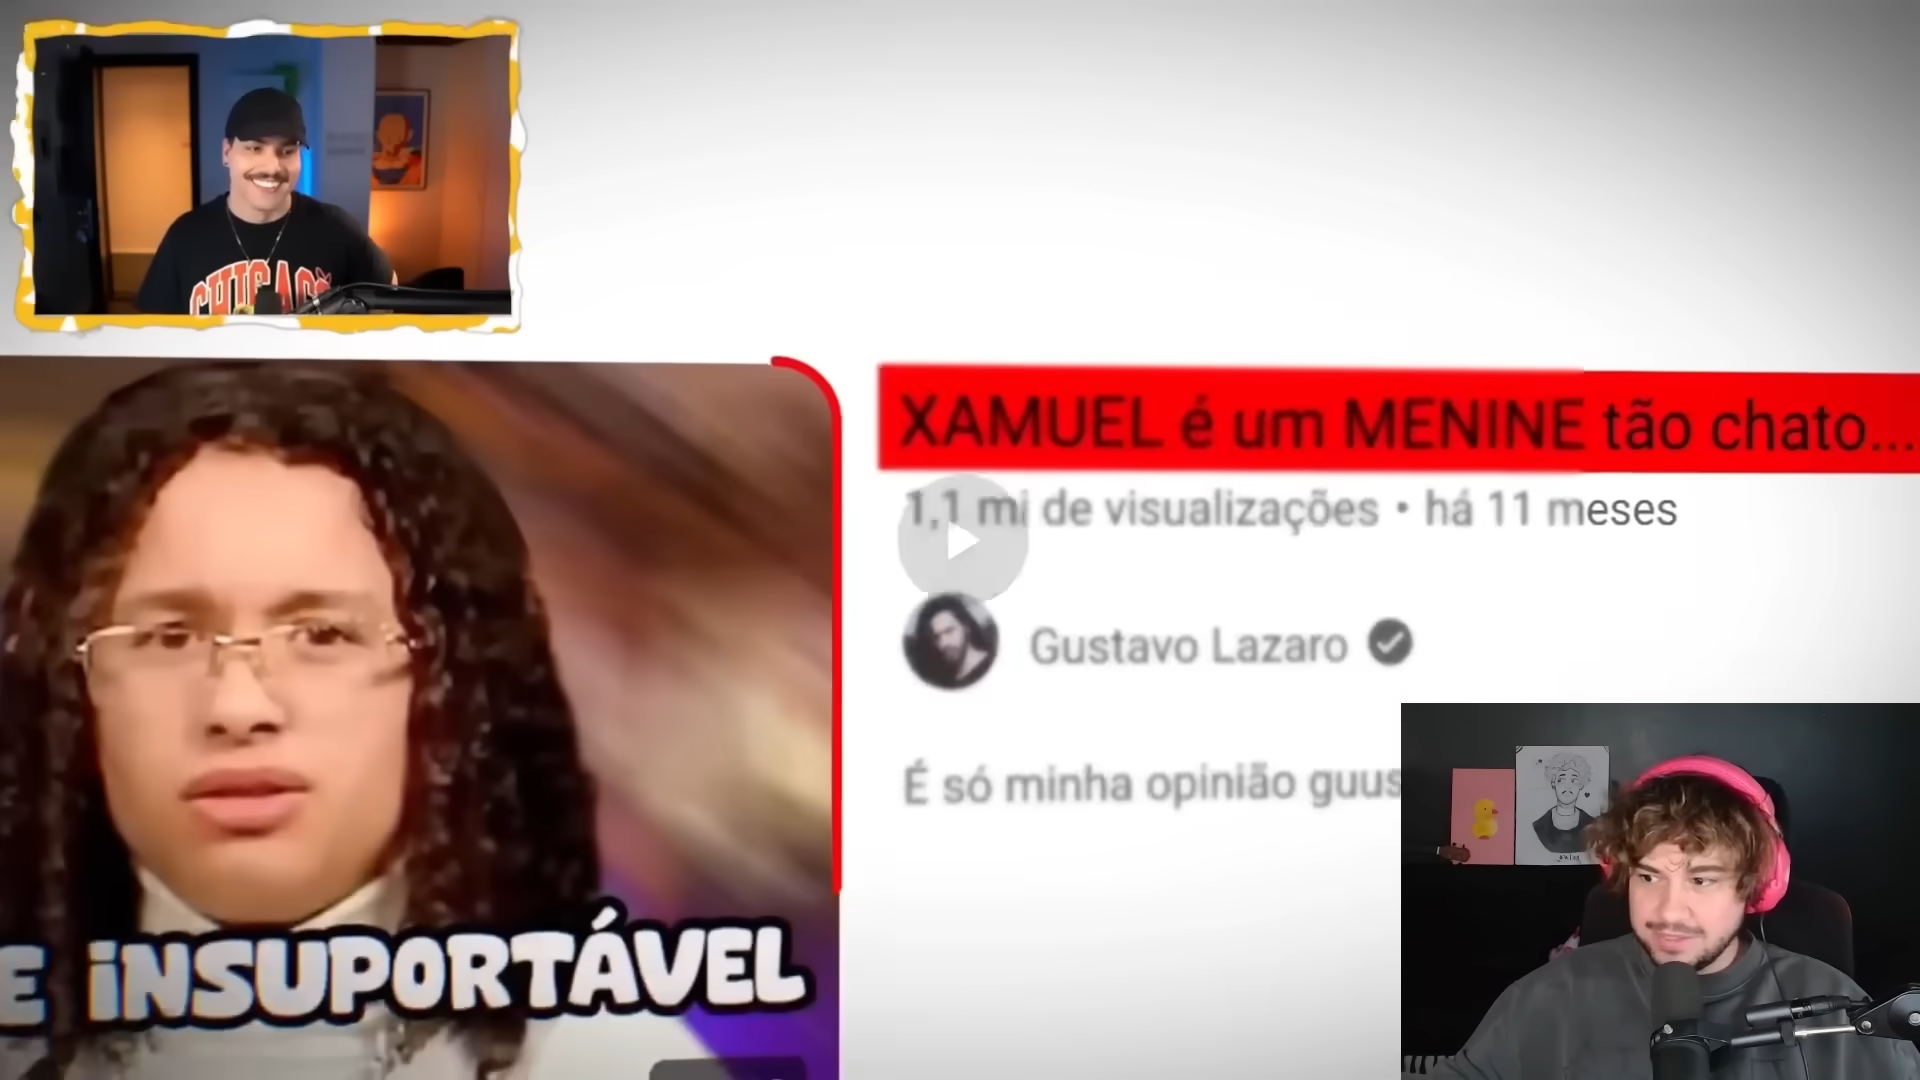 CHICAGO
XAMUEL é um MENINE tão chato...
1,1 mi de visualizações • há 11 meses
Gustavo Lazaro
É só minha opinião guus
E INSUPORTÁVEL